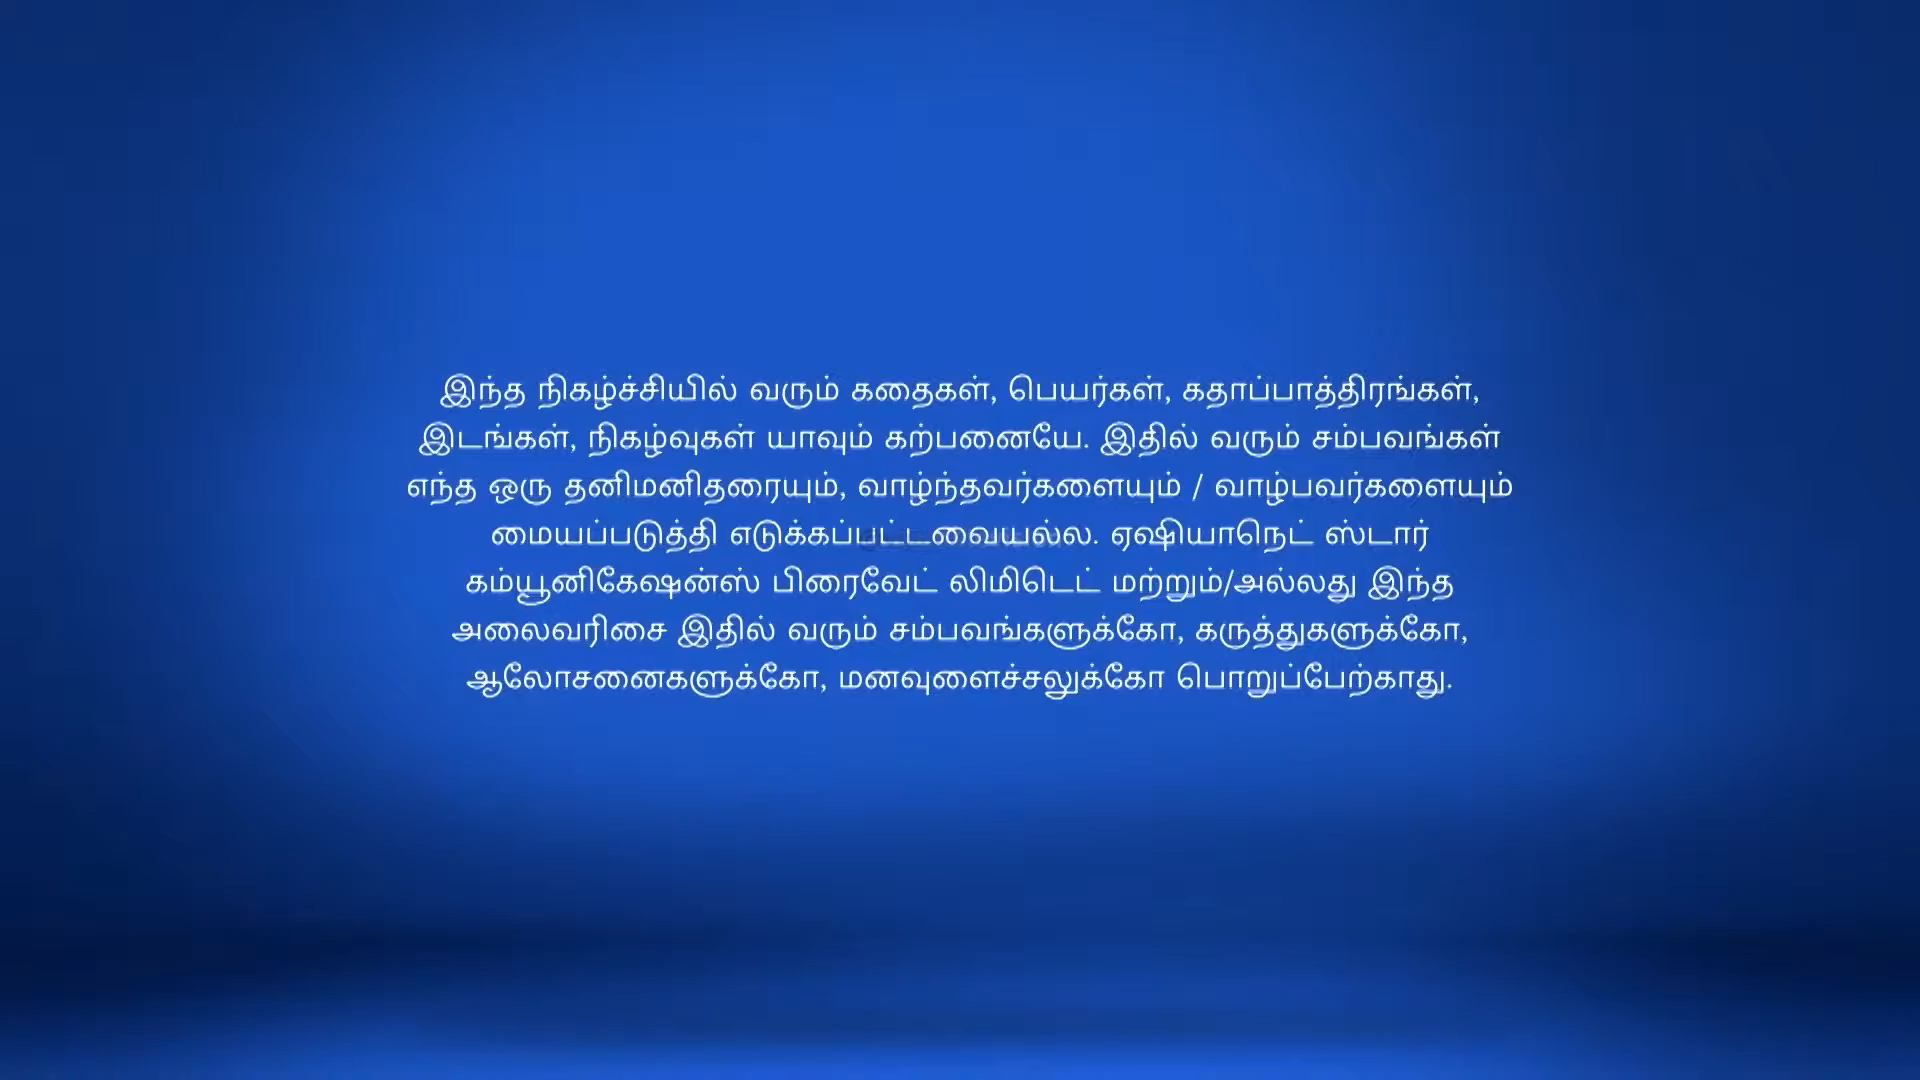 இந்த நிகழ்ச்சியில் வரும் கதைகள், பெயர்கள், கதாப்பாத்திரங்கள்,
இடங்கள், நிகழ்வுகள் யாவும் கற்பனையே. இதில் வரும் சம்பவங்கள்
எந்த ஒரு தனிமனிதரையும், வாழ்ந்தவர்களையும் / வாழ்பவர்களையும்
மையப்படுத்தி எடுக்கப்பட்டவையல்ல. ஏஷியாநெட் ஸ்டார்
கம்யூனிகேஷன்ஸ் பிரைவேட் லிமிடெட் மற்றும்/அல்லது இந்த
அலைவரிசை இதில் வரும் சம்பவங்களுக்கோ, கருத்துகளுக்கோ,
ஆலோசனைகளுக்கோ, மனவுளைச்சலுக்கோ பொறுப்பேற்காது.